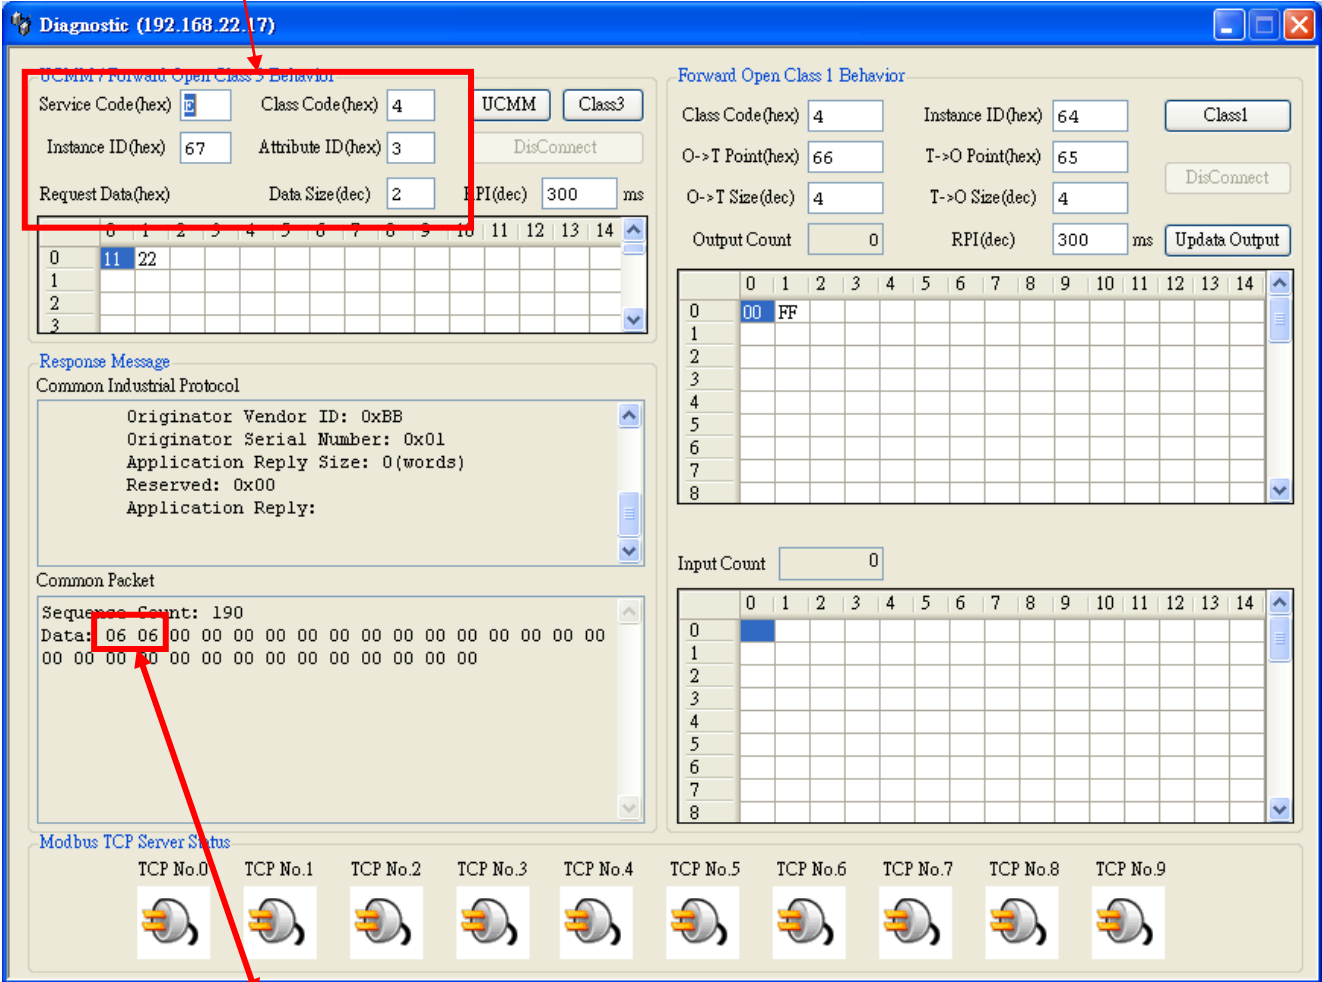 Diagnostic (192.168.22.17)
UCMM / Forward Open Class 3 Behavior
Service Code(hex) E Class Code(hex) 4 UCMM Class3
Instance ID(hex) 67 Attribute ID(hex) 3 DisConnect
Request Data(hex) Data Size(dec) 2 RPI(dec) 300 ms
0 1 2 3 4 5 6 7 8 9 10 11 12 13 14
0 11 22
1
2
3
Response Message
Common Industrial Protocol
Originator Vendor ID: 0xBB
Originator Serial Number: 0x01
Application Reply Size: 0(words)
Reserved: 0x00
Application Reply:
Common Packet
Sequence Count: 190
Data: 06 06 00 00 00 00 00 00 00 00 00 00 00 00 00 00
00 00 00 00 00 00 00 00 00 00 00 00 00 00
Forward Open Class 1 Behavior
Class Code(hex) 4 Instance ID(hex) 64 Class1
O->T Point(hex) 66 T->O Point(hex) 65 DisConnect
O->T Size(dec) 4 T->O Size(dec) 4
Output Count 0 RPI(dec) 300 ms Updata Output
0 1 2 3 4 5 6 7 8 9 10 11 12 13 14
0 00 FF
1
2
3
4
5
6
7
8
Input Count 0
0 1 2 3 4 5 6 7 8 9 10 11 12 13 14
0
1
2
3
4
5
6
7
8
Modbus TCP Server Status
TCP No.0 TCP No.1 TCP No.2 TCP No.3 TCP No.4 TCP No.5 TCP No.6 TCP No.7 TCP No.8 TCP No.9